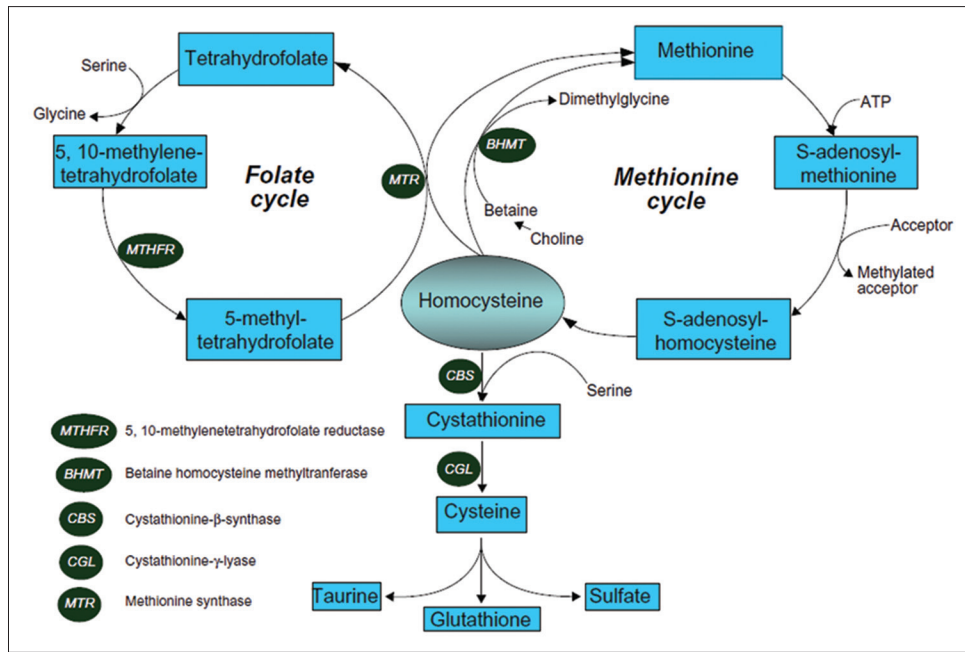 Tetrahydrofolate
Serine
Glycine
5, 10-methylene-
tetrahydrofolate
Folate
cycle
MTHFR
MTR
5-methyl-
tetrahydrofolate
Methionine
Dimethylglycine
BHMT
ATP
S-adenosyl-
methionine
Methionine
cycle
Betaine
Choline
Acceptor
Methylated
acceptor
Homocysteine
S-adenosyl-
homocysteine
CBS
Serine
Cystathionine
CGL
Cysteine
Taurine
Glutathione
Sulfate
MTHFR 5, 10-methylenetetrahydrofolate reductase
BHMT Betaine homocysteine methyltranferase
CBS Cystathionine-β-synthase
CGL Cystathionine-γ-lyase
MTR Methionine synthase